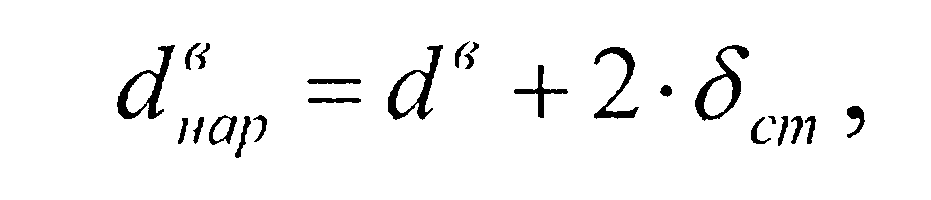 d^в_нар = d^в + 2·δ_ст,